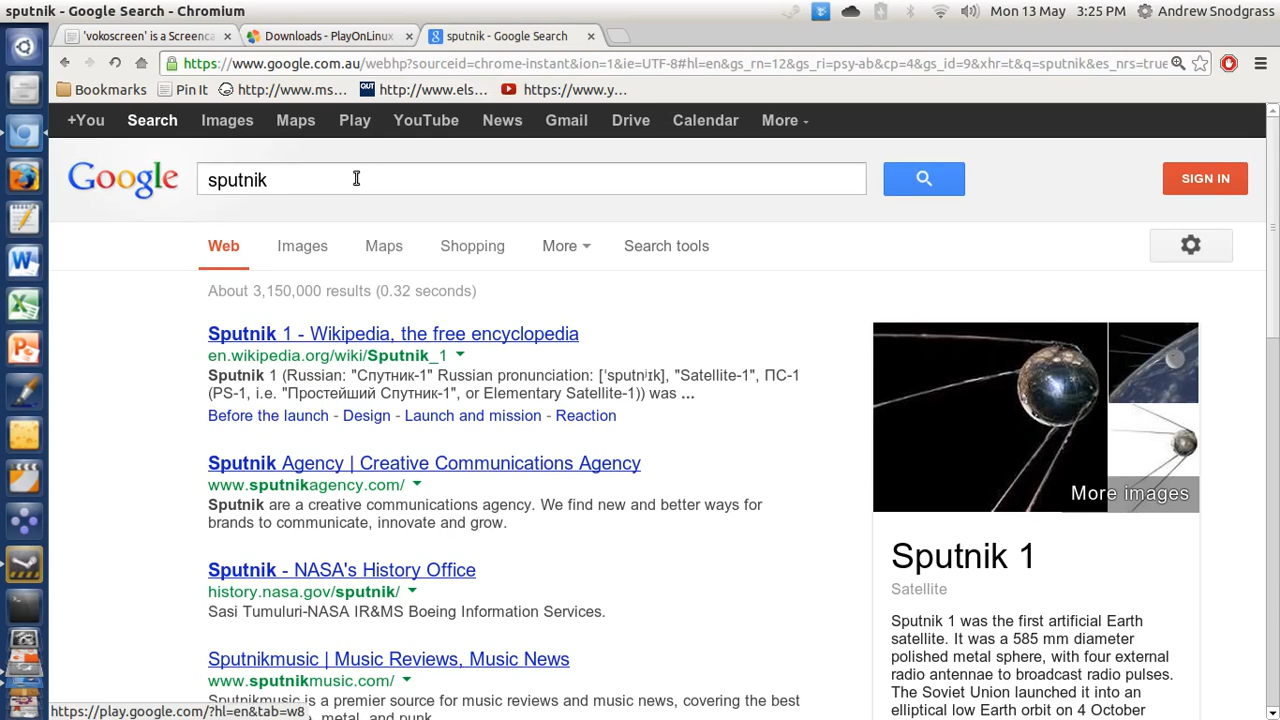 sputnik - Google Search - Chromium
Mon 13 May 3:25 PM Andrew Snodgrass
'vokoscreen' is a Screenca × Downloads - PlayOnLinux × sputnik - Google Search ×
https://www.google.com.au/webhp?sourceid=chrome-instant&ion=1&ie=UTF-8#hl=en&gs_rn=12&gs_ri=psy-ab&cp=4&gs_id=9&xhr=t&q=sputnik&es_nrs=true
Bookmarks Pin It http://www.ms... http://www.els... https://www.y...
+You Search Images Maps Play YouTube News Gmail Drive Calendar More
Google sputnik SIGN IN
Web Images Maps Shopping More Search tools
About 3,150,000 results (0.32 seconds)
Sputnik 1 - Wikipedia, the free encyclopedia
en.wikipedia.org/wiki/Sputnik_1
Sputnik 1 (Russian: "Спутник-1" Russian pronunciation: [ˈsputnʲɪk], "Satellite-1", ПС-1
(PS-1, i.e. "Простейший Спутник-1", or Elementary Satellite-1)) was ...
Before the launch - Design - Launch and mission - Reaction
Sputnik Agency | Creative Communications Agency
www.sputnikagency.com/
Sputnik are a creative communications agency. We find new and better ways for
brands to communicate, innovate and grow.
Sputnik - NASA's History Office
history.nasa.gov/sputnik/
Sasi Tumuluri-NASA IR&MS Boeing Information Services.
Sputnikmusic | Music Reviews, Music News
www.sputnikmusic.com/
Sputnikmusic is a premier source for music reviews and music news, covering the best
metal, and punk
More images
Sputnik 1
Satellite
Sputnik 1 was the first artificial Earth
satellite. It was a 585 mm diameter
polished metal sphere, with four external
radio antennae to broadcast radio pulses.
The Soviet Union launched it into an
elliptical low Earth orbit on 4 October
https://play.google.com/?hl=en&tab=w8